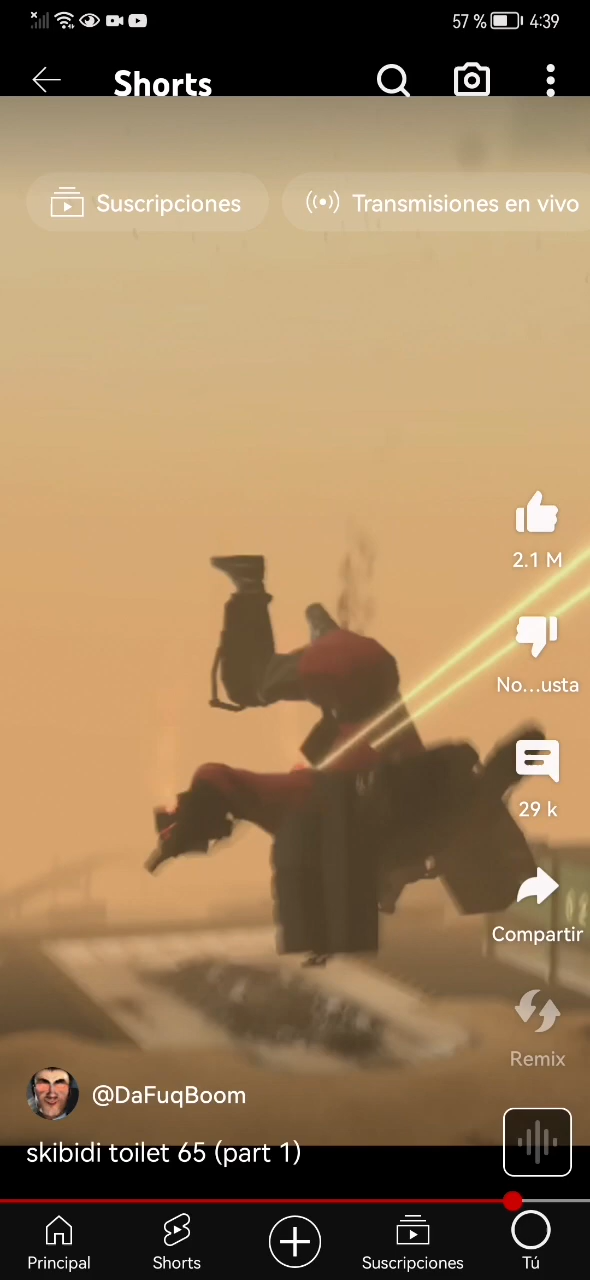 57 % 4:39
Shorts
Suscripciones
Transmisiones en vivo
2.1 M
No...usta
29 k
Compartir
Remix
@DaFuqBoom
skibidi toilet 65 (part 1)
Principal
Shorts
Suscripciones
Tú